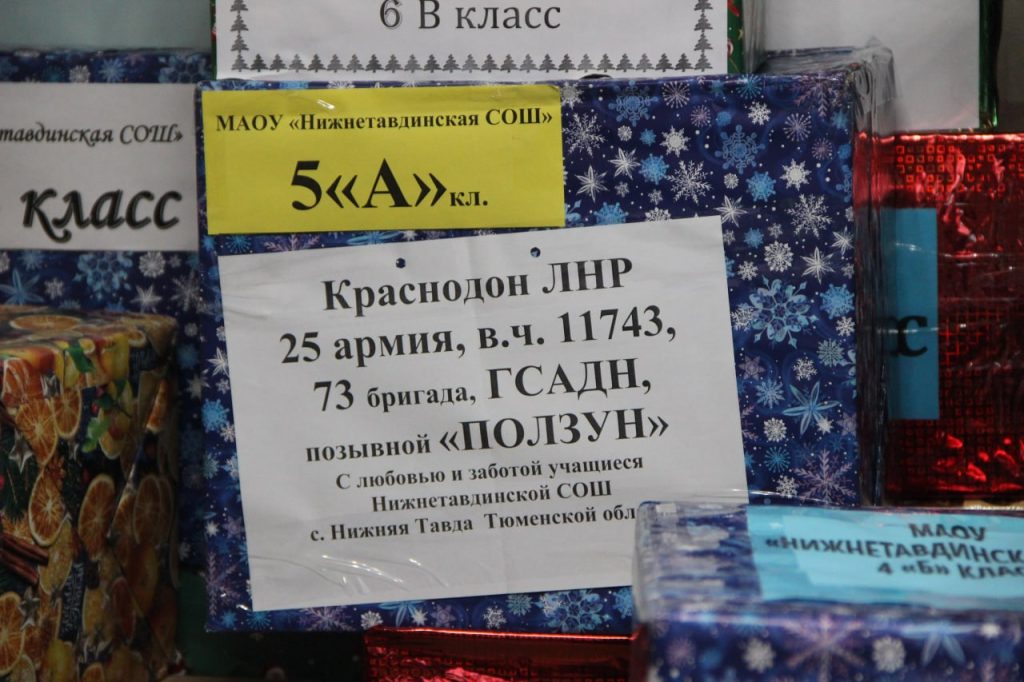 6 В класс
тавдинская СОШ»
класс
МАОУ «Нижнетавдинская СОШ»
5«А»кл.
Краснодон ЛНР
25 армия, в.ч. 11743,
73 бригада, ГСАДН,
позывной «ПОЛЗУН»
С любовью и заботой учащиеся
Нижнетавдинской СОШ
с. Нижняя Тавда Тюменской обл
МАОУ
«НИЖНЕТАВДИНСК
4 «Б» КЛАС